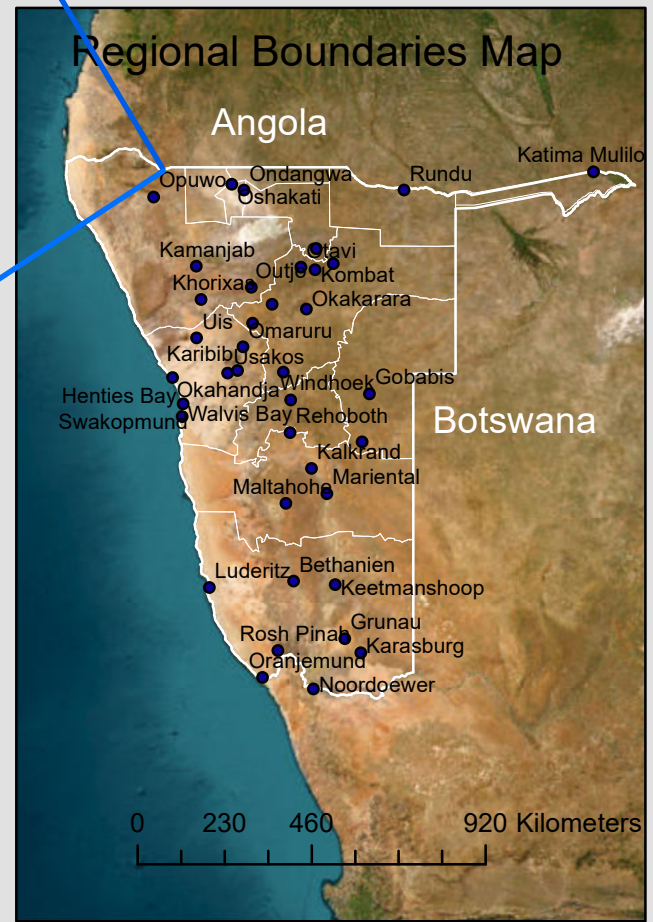 Regional Boundaries Map
Angola
Katima Mulilo
Opuwo
Ondangwa
Rundu
Oshakati
Kamanjab
Otavi
Outjo
Kombat
Khorixas
Okakarara
Uis
Omaruru
Karibib
Usakos
Henties Bay
Okahandja
Windhoek
Gobabis
Swakopmund
Walvis Bay
Rehoboth
Botswana
Kalkrand
Maltahohe
Mariental
Luderitz
Bethanien
Keetmanshoop
Grunau
Rosh Pinah
Karasburg
Oranjemund
Noordoewer
0 230 460 920 Kilometers